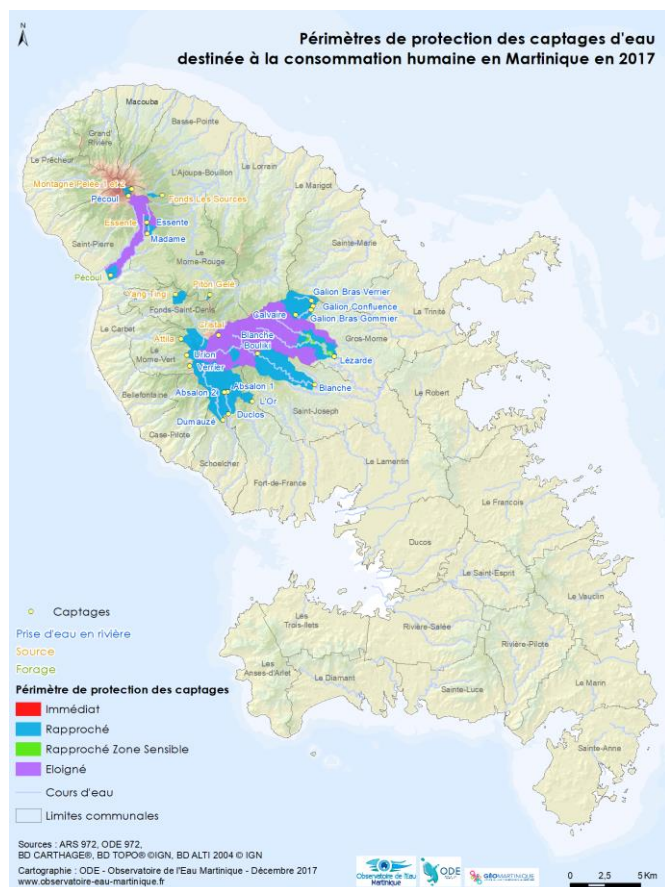 N
Périmètres de protection des captages d'eau
destinée à la consommation humaine en Martinique en 2017
Macouba
Basse-Pointe
Grand'
Rivière
Le Prêcheur
L'Ajoupa-Bouillon
Le Lorrain
Montagne Pelée 1 et 2
Pécoul
Fonds Les Sources
Le Marigot
Essente
Essente
Madame
Sainte-Marie
Saint-Pierre
Le Morne-Rouge
Pécoul
Yang-Ting
Piton Gelé
Galion Bras Verrier
La Trinité
Fonds-Saint-Denis
Galion Confluence
Le Carbet
Calvaire
Galion Bras Gommier
Attila
Blanche
Bouliki
Gros-Morne
Lézarde
Le Morne-Vert
Union
Verrier
Bellefontaine
Absalon 2
Absalon 1
Blanche
Le Robert
L'Or
Saint-Joseph
Case-Pilote
Dumauzé
Duclos
Schoelcher
Le Lamentin
Fort-de-France
Le François
Ducos
Le Saint-Esprit
Le Vauclin
Les
Trois-Ilets
Rivière-Salée
Rivière-Pilote
Les
Anses-d'Arlet
Le Diamant
Sainte-Luce
Le Marin
Sainte-Anne
Captages
Prise d'eau en rivière
Source
Forage
Périmètre de protection des captages
Immédiat
Rapproché
Rapproché Zone Sensible
Eloigné
Cours d'eau
Limites communales
Sources : ARS 972, ODE 972,
BD CARTHAGE®, BD TOPO® ©IGN, BD ALTI 2004 © IGN
Cartographie : ODE - Observatoire de l'Eau Martinique - Décembre 2017
www.observatoire-eau-martinique.fr
Observatoire de l'Eau
Martinique
ODE
GÉOMARTINIQUE
0 2,5 5 Km